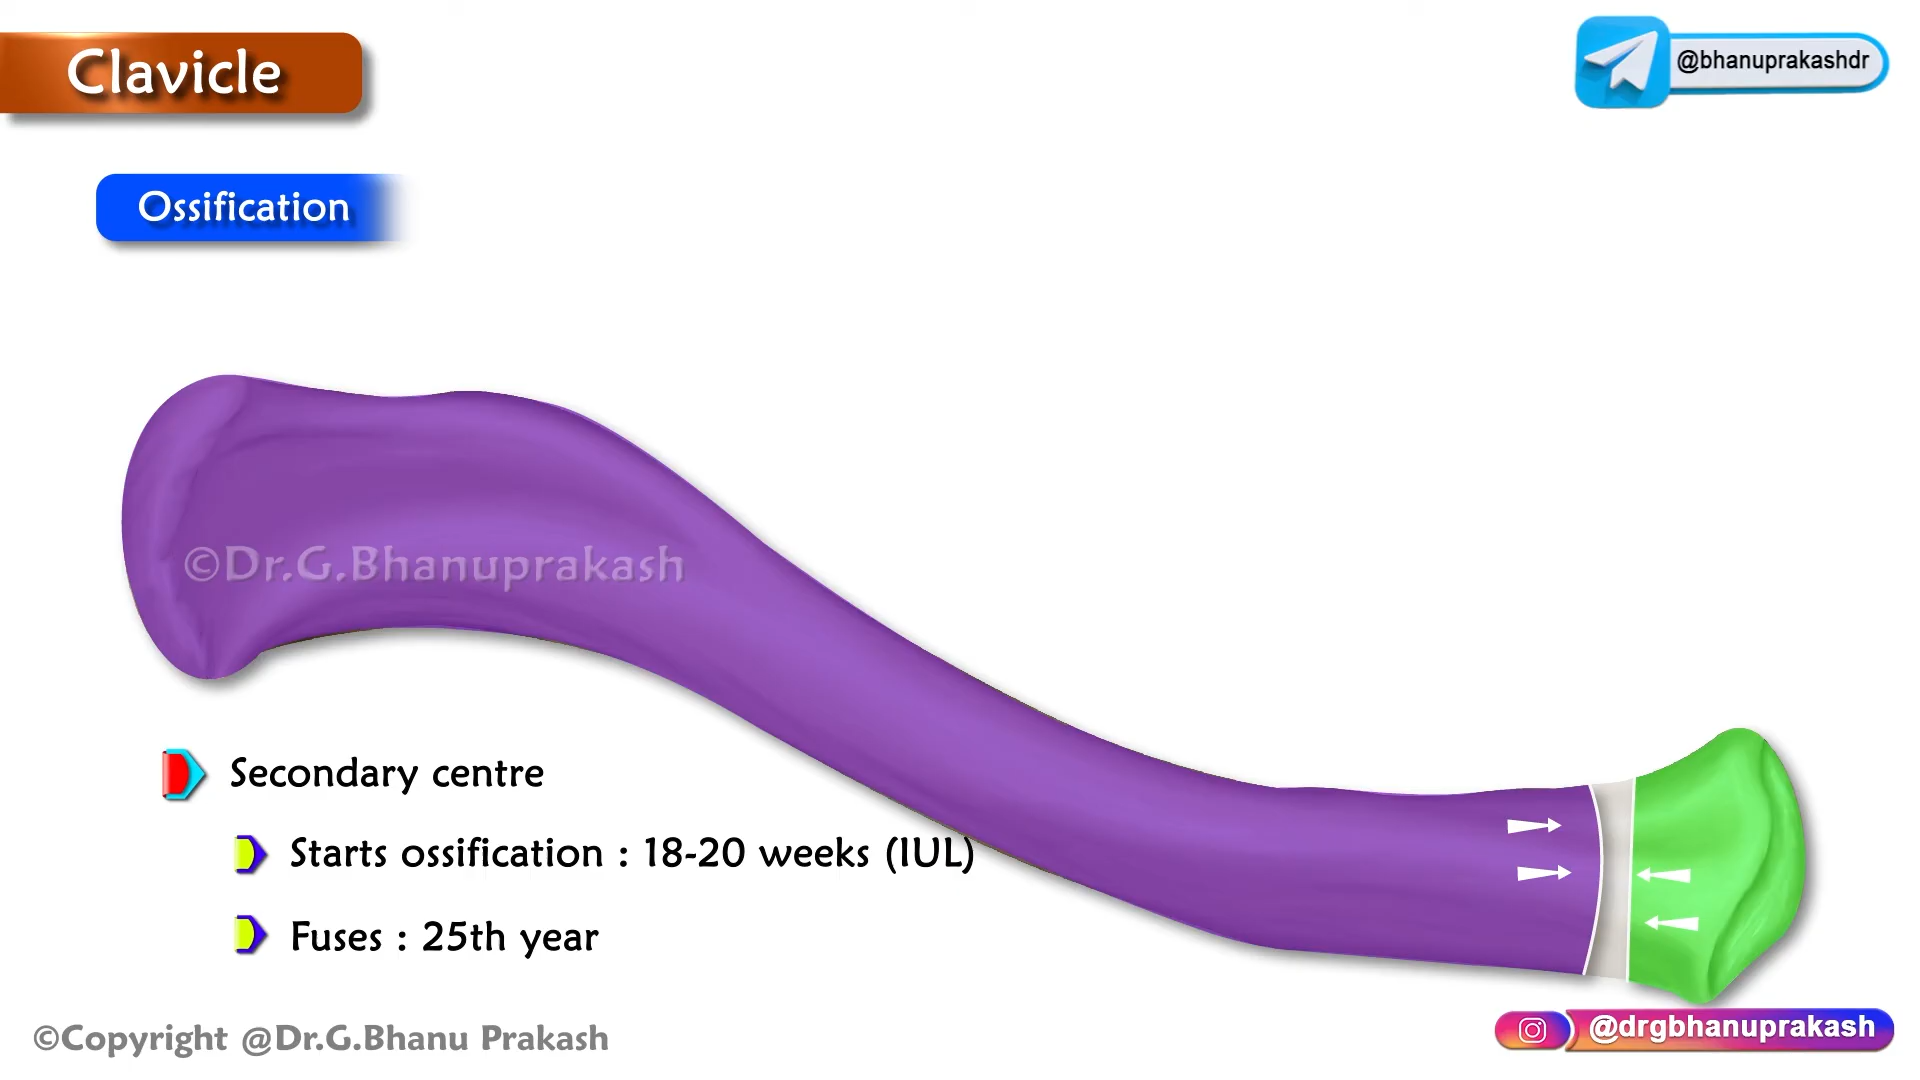 Clavicle
@bhanuprakashdr
Ossification
©Dr.G.Bhanuprakash
Secondary centre
Starts ossification : 18-20 weeks (IUL)
Fuses : 25th year
©Copyright @Dr.G.Bhanu Prakash
@drgbhanuprakash